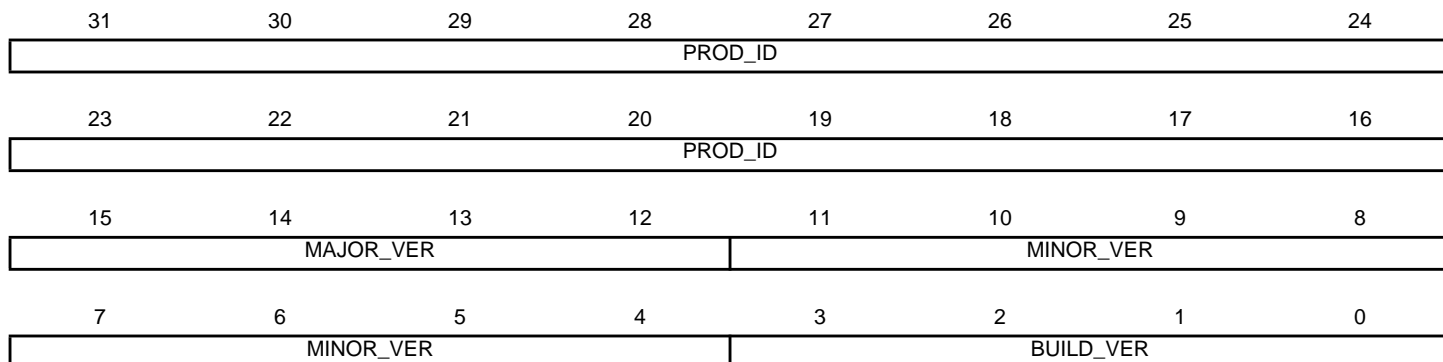 31 30 29 28 27 26 25 24
PROD_ID
23 22 21 20 19 18 17 16
PROD_ID
15 14 13 12 11 10 9 8
MAJOR_VER MINOR_VER
7 6 5 4 3 2 1 0
MINOR_VER BUILD_VER